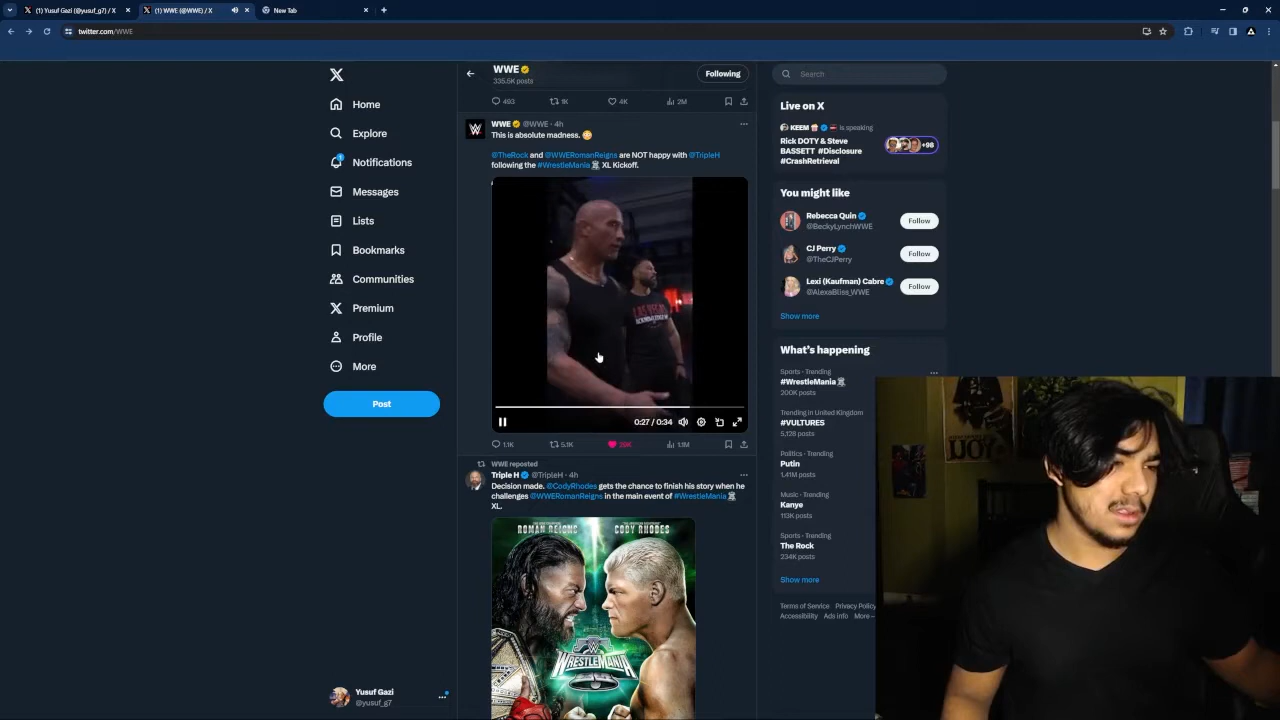 (1) Yusuf Gazi (@yusuf_g7) / X
(1) WWE (@WWE) / X
New Tab
twitter.com/WWE
WWE
335.5K posts
Following
493
1K
4K
2M
Home
Explore
1
Notifications
Messages
Lists
Bookmarks
Communities
Premium
Profile
More
Post
Yusuf Gazi
@yusuf_g7
WWE @WWE · 4h
This is absolute madness.
@TheRock and @WWERomanReigns are NOT happy with @TripleH
following the #WrestleMania XL Kickoff.
0:27 / 0:34
1.1K
5.1K
29K
1.1M
WWE reposted
Triple H @TripleH · 4h
Decision made. @CodyRhodes gets the chance to finish his story when he
challenges @WWERomanReigns in the main event of #WrestleMania
XL.
ROMAN REIGNS
CODY RHODES
WRESTLEMANIA
Search
Live on X
KEEM is speaking
Rick DOTY & Steve
BASSETT #Disclosure
#CrashRetrieval
+98
You might like
Rebecca Quin
@BeckyLynchWWE
Follow
CJ Perry
@TheCJPerry
Follow
Lexi (Kaufman) Cabre
@AlexaBliss_WWE
Follow
Show more
What's happening
Sports · Trending
#WrestleMania
200K posts
Trending in United Kingdom
#VULTURES
5,128 posts
Politics · Trending
Putin
1.41M posts
Music · Trending
Kanye
113K posts
Sports · Trending
The Rock
234K posts
Show more
Terms of Service Privacy Policy
Accessibility Ads info More